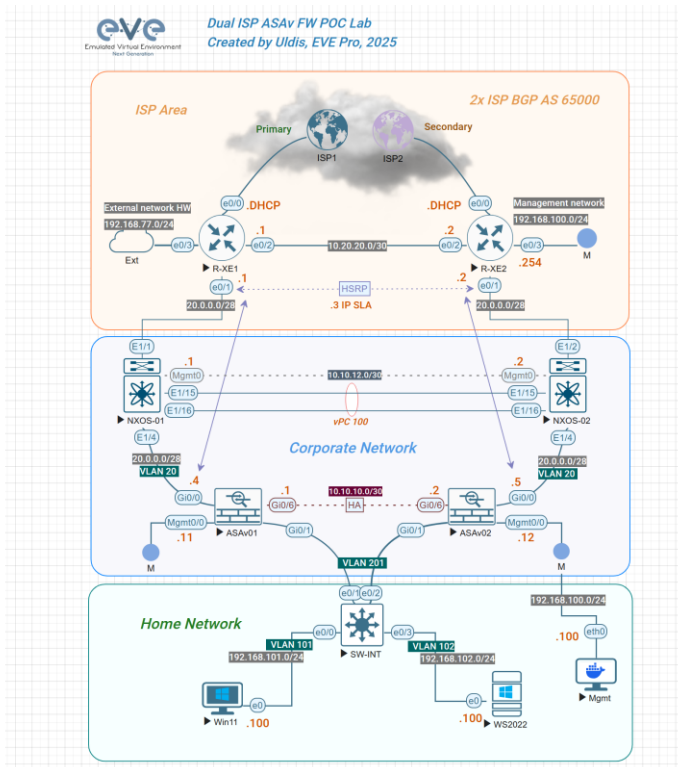 eve
Emulated Virtual Environment
Next Generation
Dual ISP ASAv FW POC Lab
Created by Uldis, EVE Pro, 2025
ISP Area
2x ISP BGP AS 65000
Primary
Secondary
ISP1
ISP2
e0/0
.DHCP
.DHCP
e0/0
External network HW
192.168.77.0/24
Management network
192.168.100.0/24
.1
.2
Ext
e0/3
e0/2
10.20.20.0/30
e0/2
e0/3
M
R-XE1
R-XE2
.254
e0/1
.1
HSRP
.2
e0/1
20.0.0.0/28
.3 IP SLA
20.0.0.0/28
E1/1
E1/2
.1
.2
Mgmt0
10.10.12.0/30
Mgmt0
E1/15
E1/15
E1/16
E1/16
NXOS-01
vPC 100
NXOS-02
E1/4
E1/4
Corporate Network
20.0.0.0/28
VLAN 20
20.0.0.0/28
VLAN 20
.4
.5
Gi0/0
.1
10.10.10.0/30
.2
Gi0/0
Gi0/6
HA
Gi0/6
Mgmt0/0
ASAv01
Gi0/1
Gi0/1
ASAv02
Mgmt0/0
.11
.12
M
M
VLAN 201
e0/1
e0/2
192.168.100.0/24
Home Network
e0/0
e0/3
.100
eth0
VLAN 101
SW-INT
VLAN 102
192.168.101.0/24
192.168.102.0/24
Mgmt
e0
e0
Win11
.100
.100
WS2022